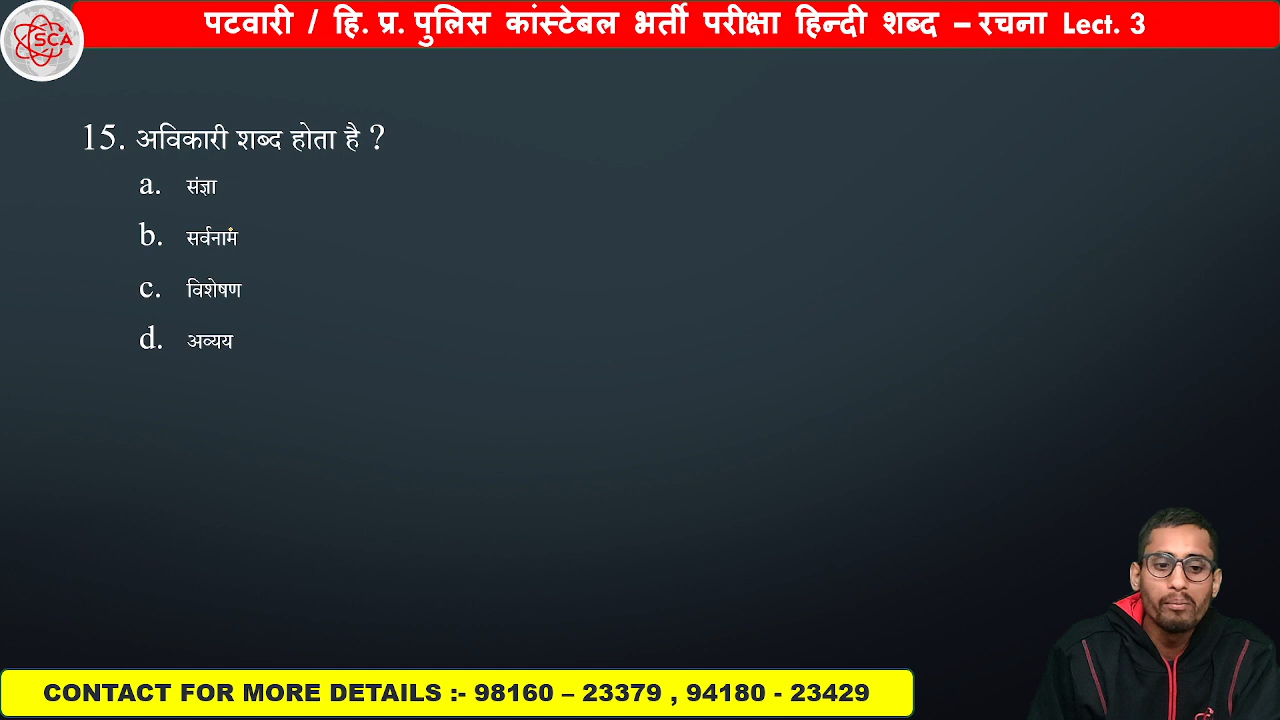 SCA
पटवारी / हि. प्र. पुलिस कांस्टेबल भर्ती परीक्षा हिन्दी शब्द – रचना Lect. 3
15. अविकारी शब्द होता है ?
a. संज्ञा
b. सर्वनाम
c. विशेषण
d. अव्यय
CONTACT FOR MORE DETAILS :- 98160 – 23379 , 94180 - 23429